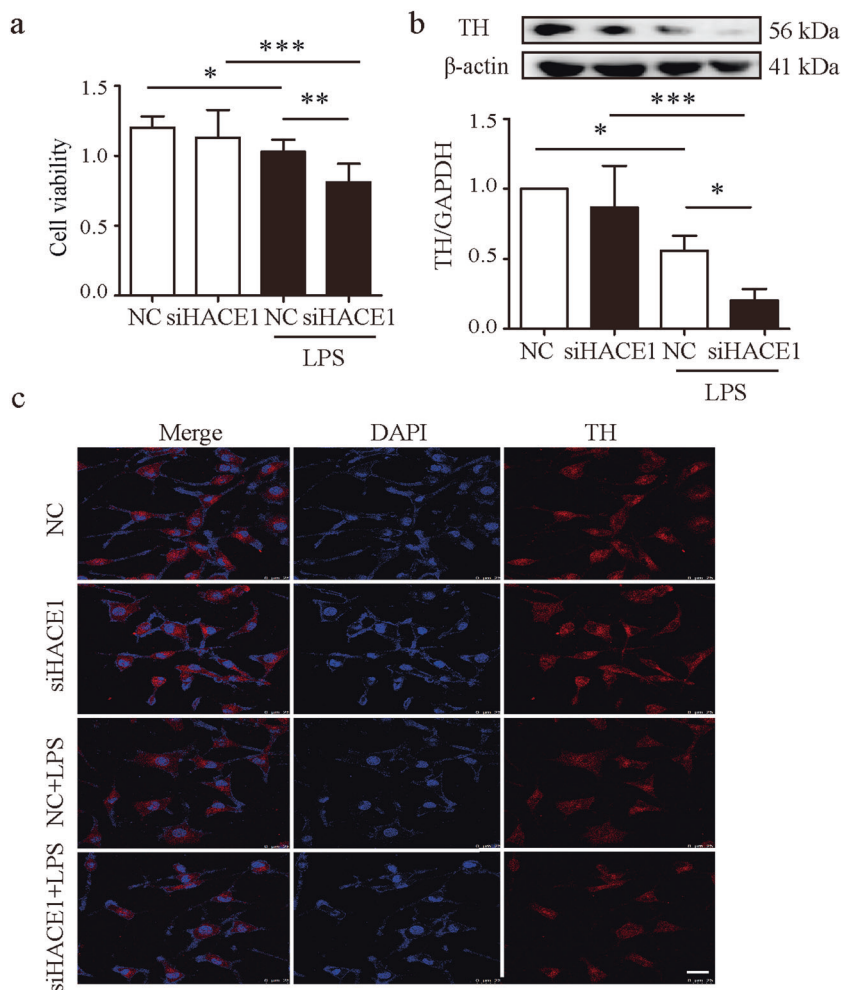 a
***
*
**
1.5
1.0
0.5
0.0
Cell viability
NC siHACE1 NC siHACE1
LPS
b
TH 56 kDa
β-actin 41 kDa
***
*
*
1.5
1.0
0.5
0.0
TH/GAPDH
NC siHACE1 NC siHACE1
LPS
c
Merge DAPI TH
NC
siHACE1
NC+LPS
siHACE1+LPS